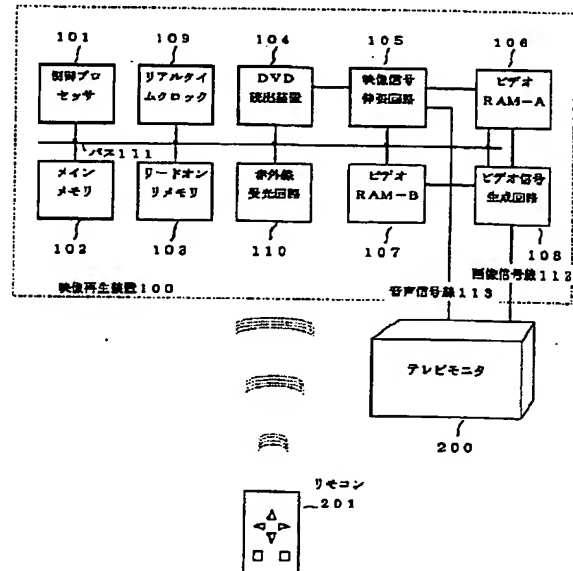 101
109
104
105
106
制御プロ
セッサ
リアルタイ
ムクロック
DVD
読出装置
映像信号
伸張回路
ビデオ
RAM-A
バス111
メイン
メモリ
リードオン
リメモリ
赤外線
受光回路
ビデオ
RAM-B
ビデオ信号
生成回路
102
103
110
107
108
映像再生装置100
音声信号線113
画像信号線112
テレビモニタ
200
リモコン
201